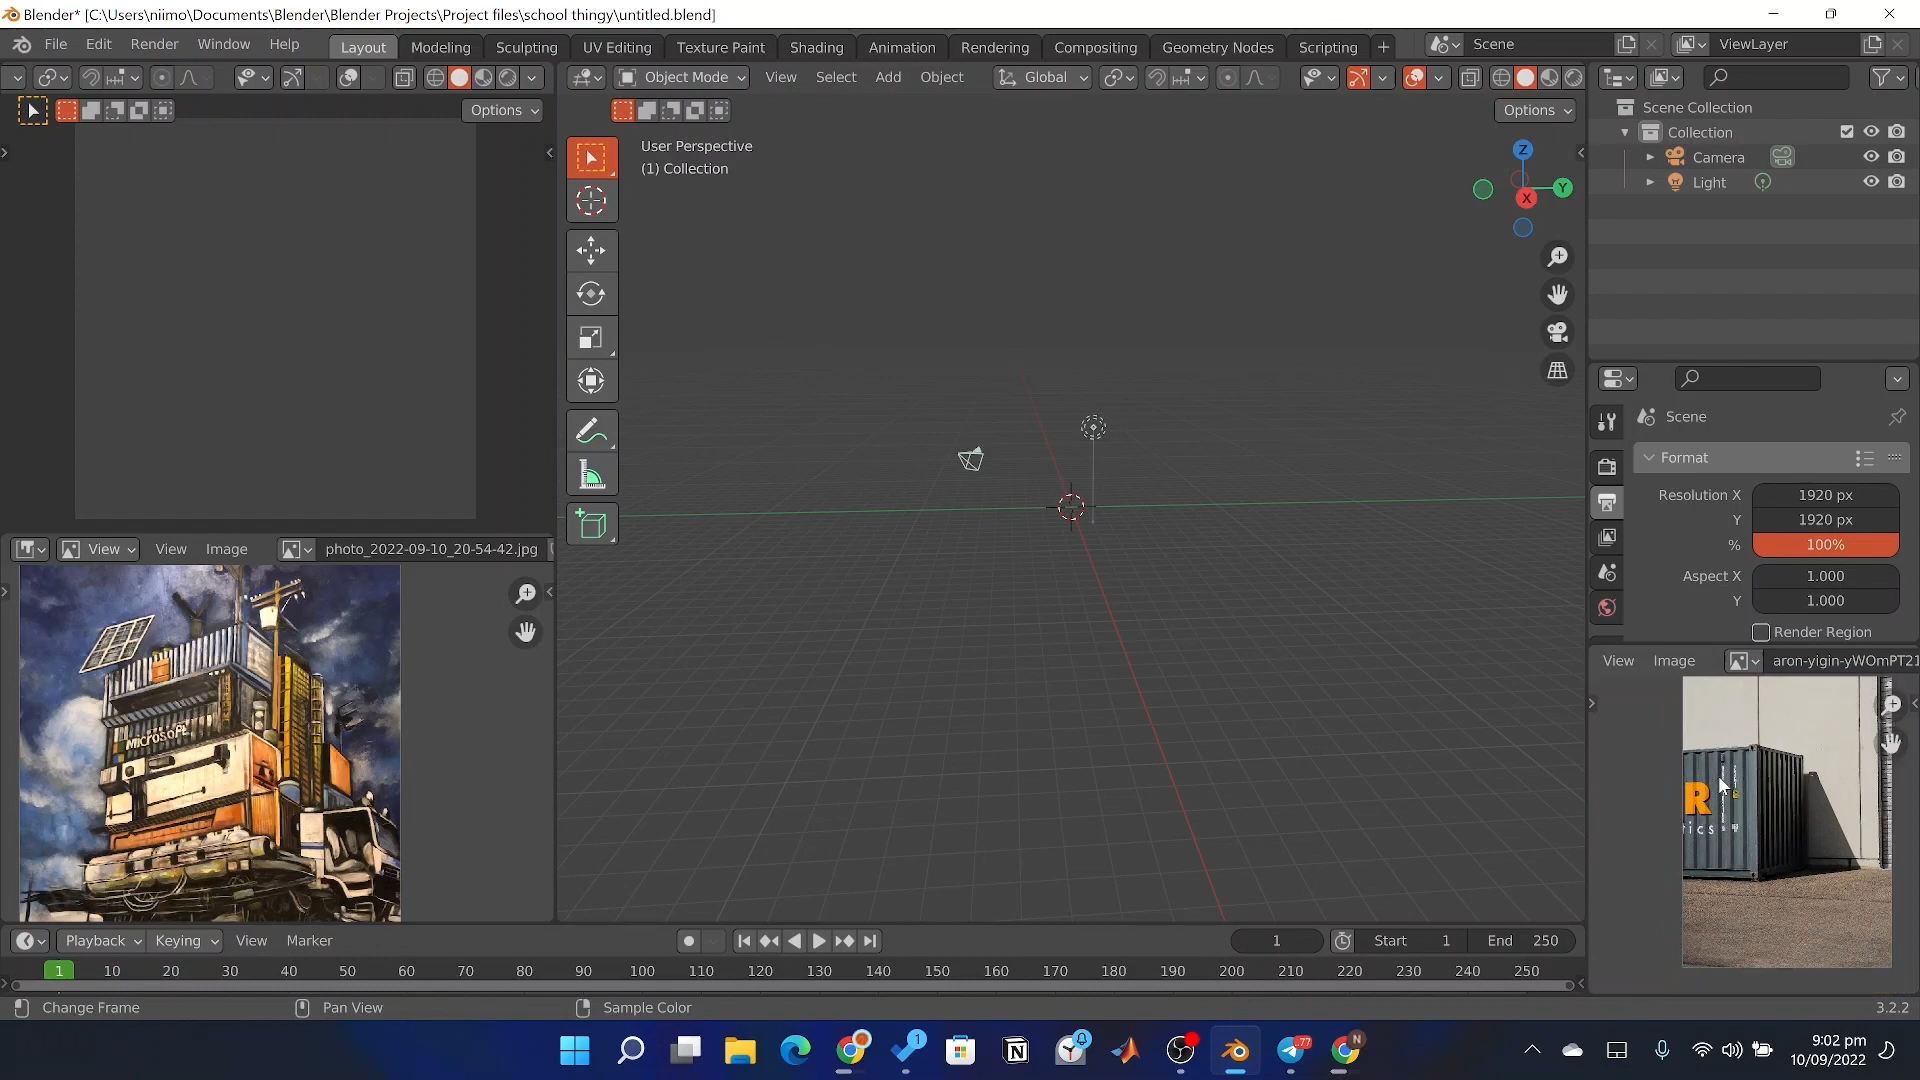 Blender* [C:\Users\niimo\Documents\Blender\Blender Projects\Project files\school thingy\untitled.blend]
File Edit Render Window Help Layout Modeling Sculpting UV Editing Texture Paint Shading Animation Rendering Compositing Geometry Nodes Scripting + Scene ViewLayer
Object Mode View Select Add Object Global
Options
Options
User Perspective
(1) Collection
Z
Y
X
Scene Collection
Collection
Camera
Light
Scene
Format
Resolution X 1920 px
Y 1920 px
% 100%
Aspect X 1.000
Y 1.000
Render Region
View View Image photo_2022-09-10_20-54-42.jpg
Microsoft
View Image aron-yigin-yWOmPT21
R
tics
Playback Keying View Marker 1 Start 1 End 250
1 10 20 30 40 50 60 70 80 90 100 110 120 130 140 150 160 170 180 190 200 210 220 230 240 250
Change Frame Pan View Sample Color 3.2.2
1
77
N
9:02 pm
10/09/2022